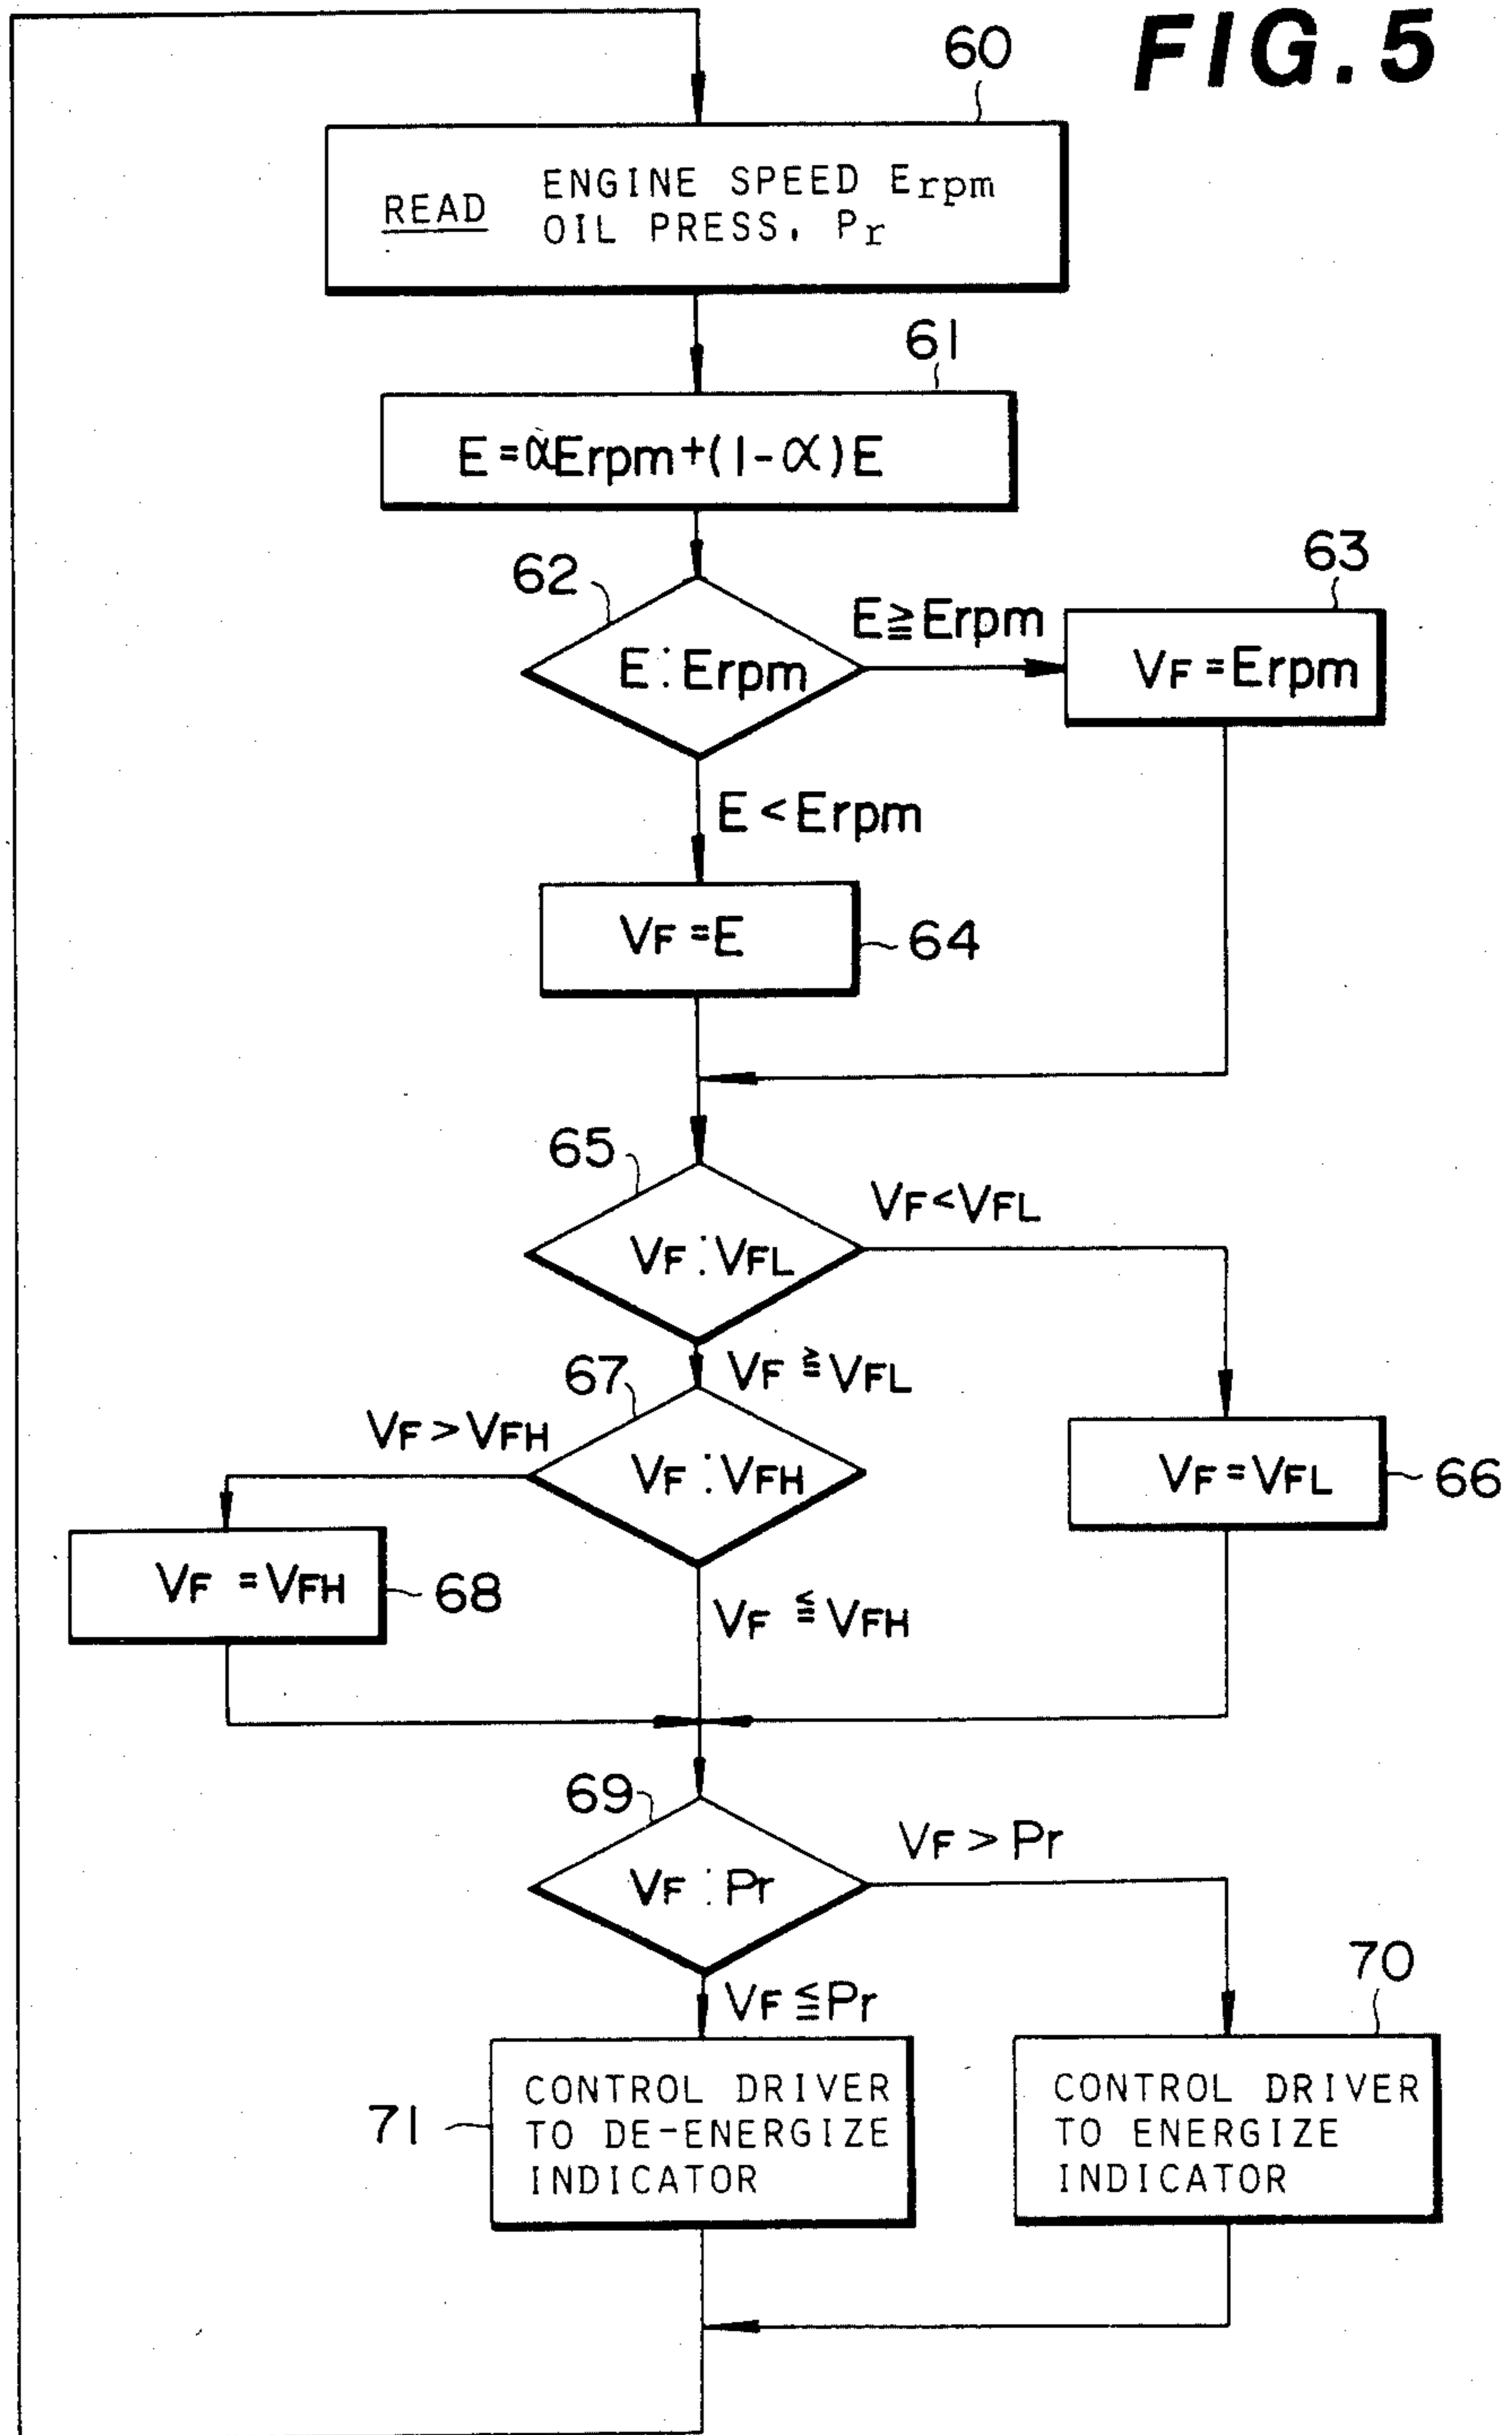 FIG.5
60
READ ENGINE SPEED Erpm
OIL PRESS. Pr
61
E=αErpm+(1-α)E
62
E:Erpm
E≧Erpm
63
VF=Erpm
E<Erpm
VF=E
64
65
VF:VFL
VF<VFL
VF≧VFL
67
VF:VFH
VF>VFH
VF=VFL
66
VF=VFH
68
VF≦VFH
69
VF:Pr
VF>Pr
VF≦Pr
70
71
CONTROL DRIVER
TO DE-ENERGIZE
INDICATOR
CONTROL DRIVER
TO ENERGIZE
INDICATOR